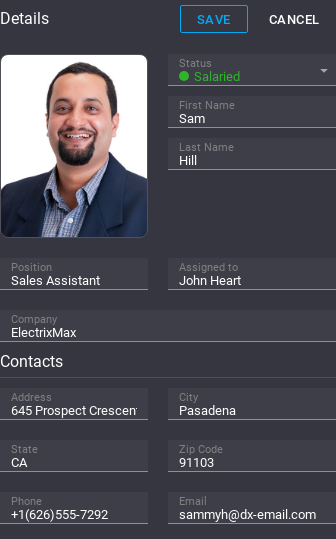 Details
SAVE
CANCEL
Status
Salaried
First Name
Sam
Last Name
Hill
Position
Sales Assistant
Assigned to
John Heart
Company
ElectrixMax
Contacts
Address
645 Prospect Crescent
City
Pasadena
State
CA
Zip Code
91103
Phone
+1(626)555-7292
Email
sammyh@dx-email.com